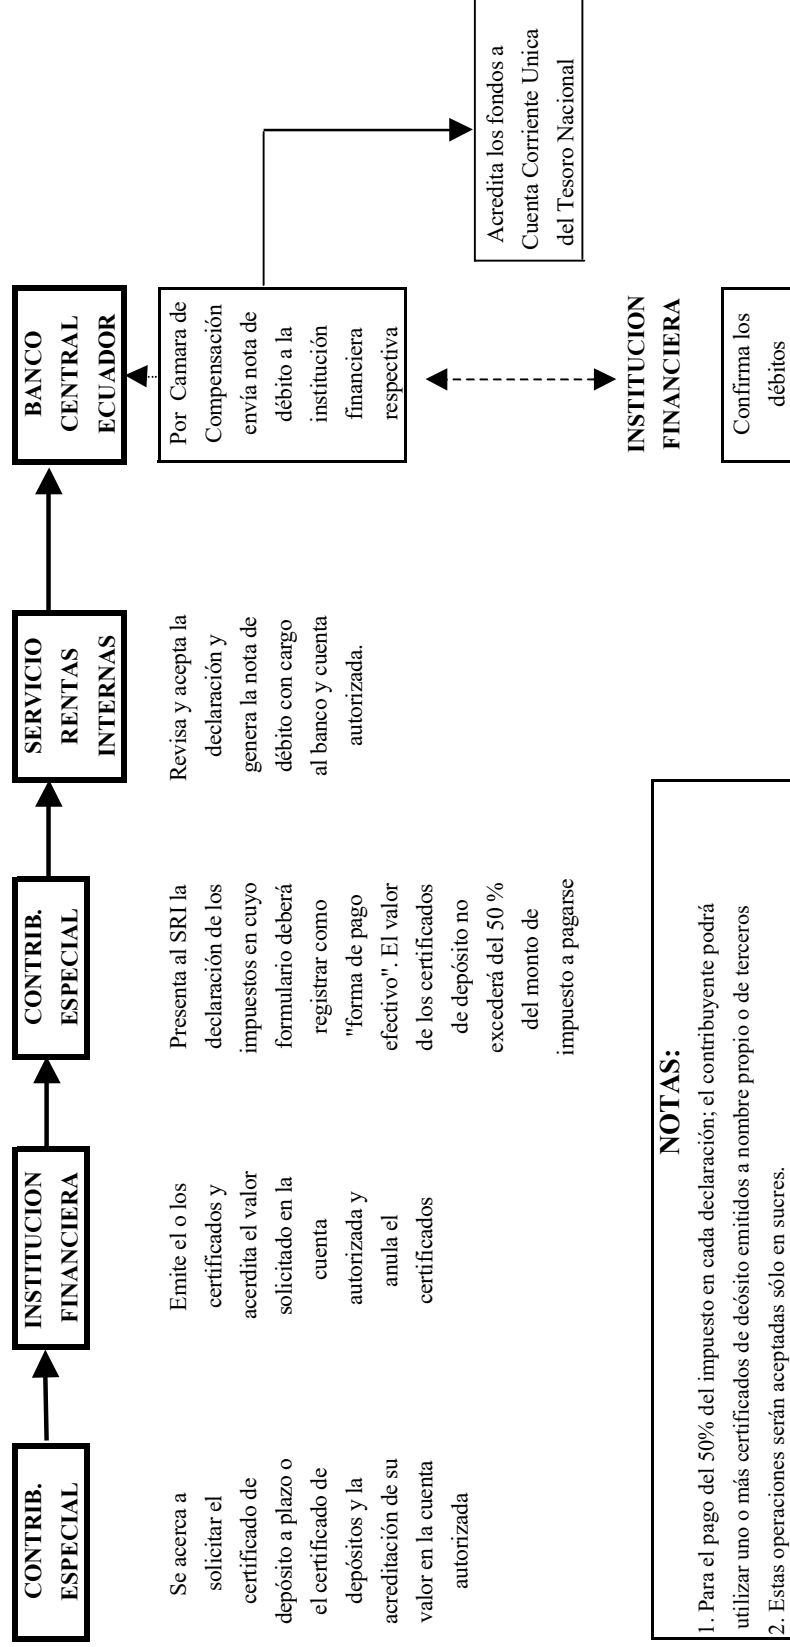 CONTRIB.
ESPECIAL
Se acerca a
solicitar el
certificado de
depósito a plazo o
el certificado de
depósitos y la
acreditación de su
valor en la cuenta
autorizada
INSTITUCION
FINANCIERA
Emite el o los
certificados y
acerdita el valor
solicitado en la
cuenta
autorizada y
anula el
certificados
CONTRIB.
ESPECIAL
Presenta al SRI la
declaración de los
impuestos en cuyo
formulario deberá
registrar como
"forma de pago
efectivo". El valor
de los certificados
de depósito no
excederá del 50 %
del monto de
impuesto a pagarse
SERVICIO
RENTAS
INTERNAS
Revisa y acepta la
declaración y
genera la nota de
débito con cargo
al banco y cuenta
autorizada.
BANCO
CENTRAL
ECUADOR
Por Camara de
Compensación
envía nota de
débito a la
institución
financiera
respectiva
Acredita los fondos a
Cuenta Corriente Unica
del Tesoro Nacional
INSTITUCION
FINANCIERA
Confirma los
débitos
NOTAS:
1. Para el pago del 50% del impuesto en cada declaración; el contribuyente podrá
utilizar uno o más certificados de deósito emitidos a nombre propio o de terceros
2. Estas operaciones serán aceptadas sólo en sucres.